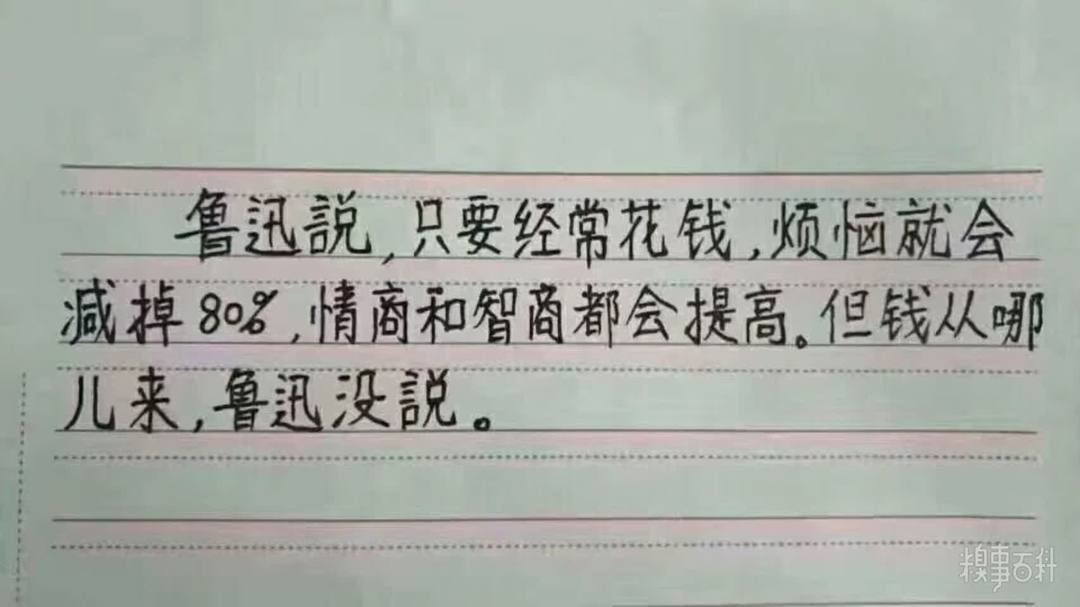 鲁迅説,只要经常花钱,烦恼就会
减掉80%,情商和智商都会提高。但钱从哪
儿来,鲁迅没説。
糗事百科